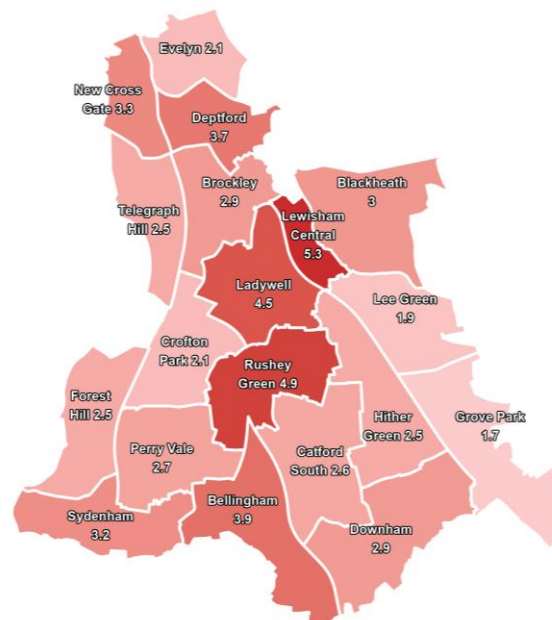 Evelyn 2.1
New Cross
Gate 3.3
Deptford
3.7
Brockley
2.9
Blackheath
3
Telegraph
Hill 2.5
Lewisham
Central
5.3
Ladywell
4.5
Lee Green
1.9
Crofton
Park 2.1
Rushey
Green 4.9
Forest
Hill 2.5
Hither
Green 2.5
Grove Park
1.7
Perry Vale
2.7
Catford
South 2.6
Bellingham
3.9
Sydenham
3.2
Downham
2.9